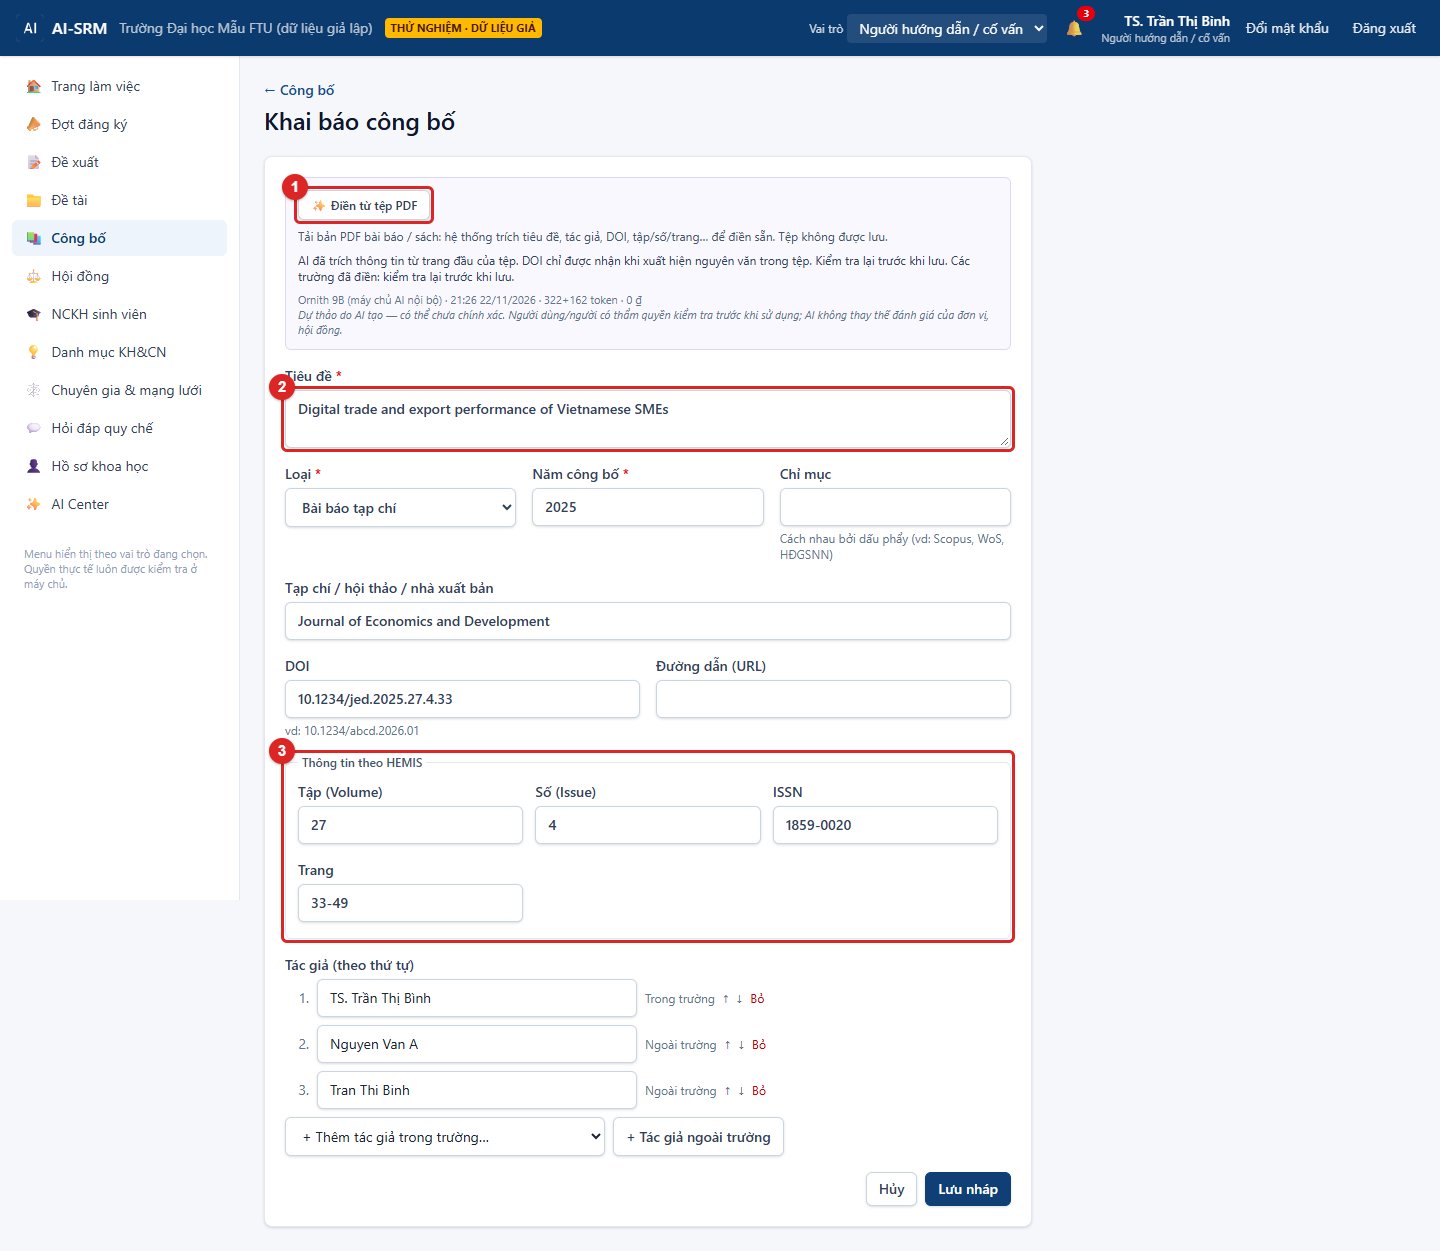 AI AI-SRM Trường Đại học Mẫu FTU (dữ liệu giả lập) THỬ NGHIỆM · DỮ LIỆU GIẢ Vai trò Người hướng dẫn / cố vấn 3 TS. Trần Thị Bình Người hướng dẫn / cố vấn Đổi mật khẩu Đăng xuất
Trang làm việc
Đợt đăng ký
Đề xuất
Đề tài
Công bố
Hội đồng
NCKH sinh viên
Danh mục KH&CN
Chuyên gia & mạng lưới
Hỏi đáp quy chế
Hồ sơ khoa học
AI Center
Menu hiển thị theo vai trò đang chọn.
Quyền thực tế luôn được kiểm tra ở
máy chủ.
← Công bố
Khai báo công bố
1
✨ Điền từ tệp PDF
Tải bản PDF bài báo / sách: hệ thống trích tiêu đề, tác giả, DOI, tập/số/trang... để điền sẵn. Tệp không được lưu.
AI đã trích thông tin từ trang đầu của tệp. DOI chỉ được nhận khi xuất hiện nguyên văn trong tệp. Kiểm tra lại trước khi lưu. Các
trường đã điền: kiểm tra lại trước khi lưu.
Ornith 9B (máy chủ AI nội bộ) · 21:26 22/11/2026 · 322+162 token · 0 ₫
Dự thảo do AI tạo — có thể chưa chính xác. Người dùng/người có thẩm quyền kiểm tra trước khi sử dụng; AI không thay thế đánh giá của đơn vị,
hội đồng.
2
Tiêu đề *
Digital trade and export performance of Vietnamese SMEs
Loại * Năm công bố * Chỉ mục
Bài báo tạp chí 2025
Cách nhau bởi dấu phẩy (vd: Scopus, WoS,
HĐGSNN)
Tạp chí / hội thảo / nhà xuất bản
Journal of Economics and Development
DOI Đường dẫn (URL)
10.1234/jed.2025.27.4.33
vd: 10.1234/abcd.2026.01
3
Thông tin theo HEMIS
Tập (Volume) Số (Issue) ISSN
27 4 1859-0020
Trang
33-49
Tác giả (theo thứ tự)
1. TS. Trần Thị Bình Trong trường ↑ ↓ Bỏ
2. Nguyen Van A Ngoài trường ↑ ↓ Bỏ
3. Tran Thi Binh Ngoài trường ↑ ↓ Bỏ
+ Thêm tác giả trong trường... + Tác giả ngoài trường
Hủy Lưu nháp